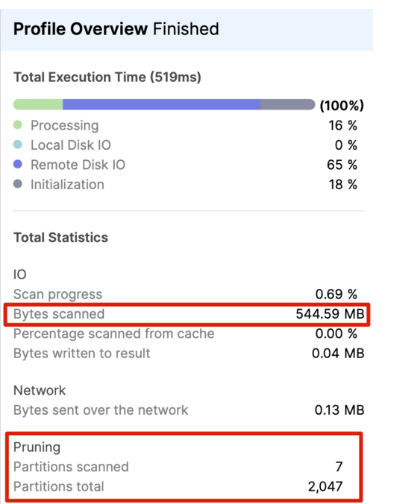 Profile Overview Finished
Total Execution Time (519ms)
(100%)
Processing 16 %
Local Disk IO 0 %
Remote Disk IO 65 %
Initialization 18 %
Total Statistics
IO
Scan progress 0.69 %
Bytes scanned 544.59 MB
Percentage scanned from cache 0.00 %
Bytes written to result 0.04 MB
Network
Bytes sent over the network 0.13 MB
Pruning
Partitions scanned 7
Partitions total 2,047